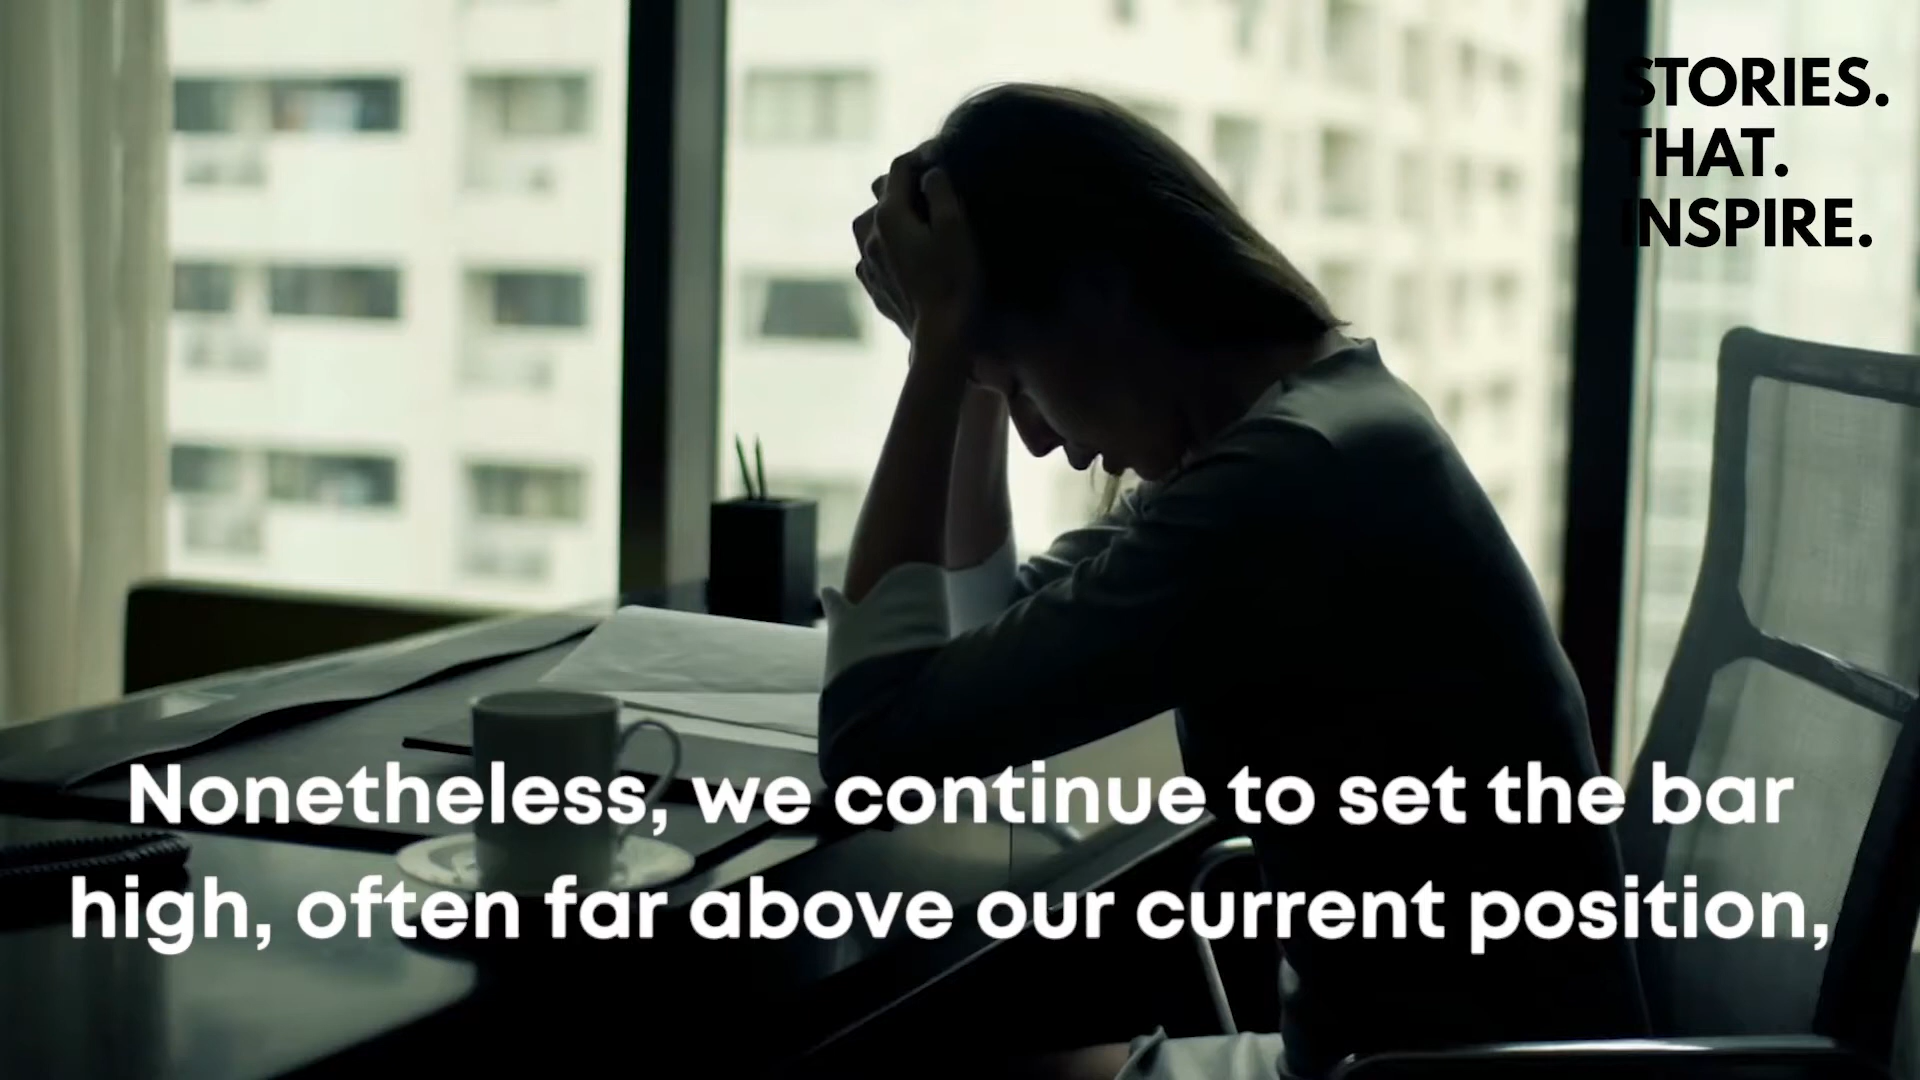 STORIES.
THAT.
INSPIRE.
Nonetheless, we continue to set the bar
high, often far above our current position,